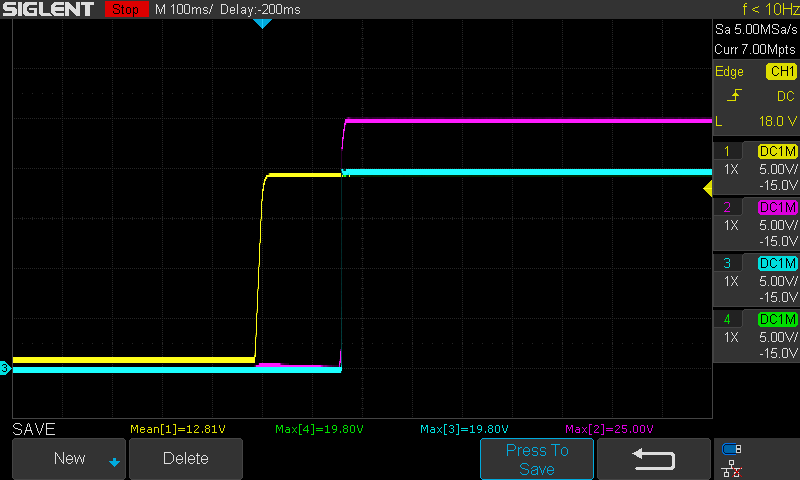 SIGLENT Stop M 100ms/ Delay:-200ms f < 10Hz
Sa 5.00MSa/s
Curr 7.00Mpts
Edge CH1
DC
L 18.0 V
1 DC1M
1X 5.00V/
-15.0V
2 DC1M
1X 5.00V/
-15.0V
3 DC1M
1X 5.00V/
-15.0V
4 DC1M
1X 5.00V/
-15.0V
3
SAVE Mean[1]=12.81V Max[4]=19.80V Max[3]=19.80V Max[2]=25.00V
New Delete Press To
Save